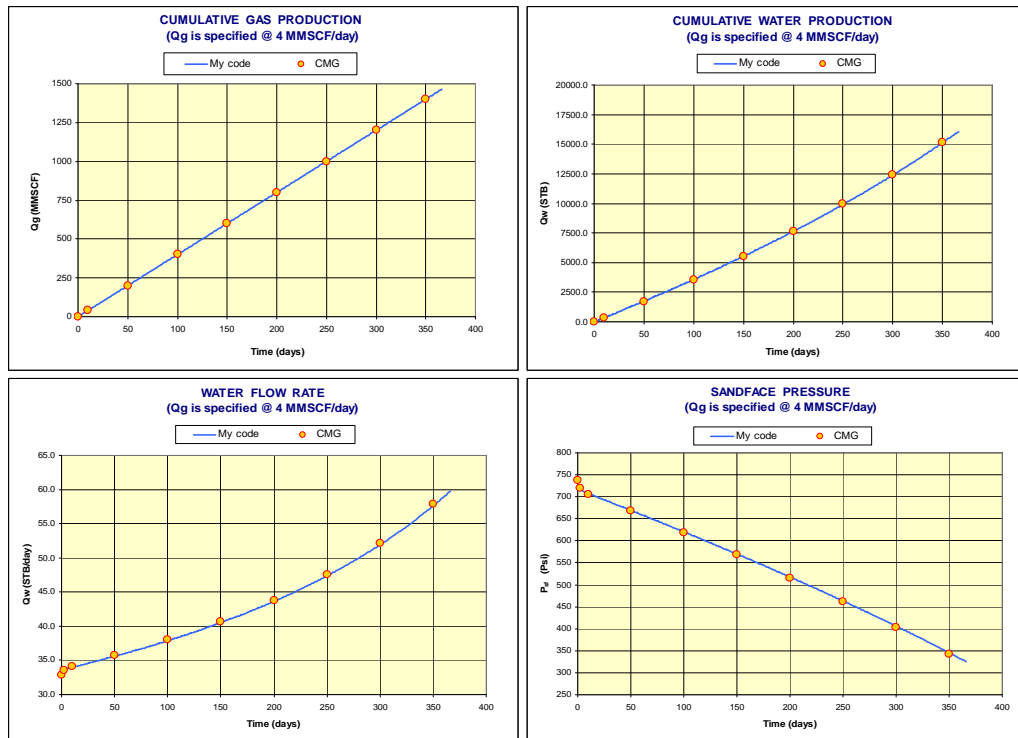 CUMULATIVE GAS PRODUCTION
(Qg is specified @ 4 MMSCF/day)
My code CMG
1500
1250
1000
750
500
250
0
Qg (MMSCF)
0 50 100 150 200 250 300 350 400
Time (days)
CUMULATIVE WATER PRODUCTION
(Qg is specified @ 4 MMSCF/day)
My code CMG
20000.0
17500.0
15000.0
12500.0
10000.0
7500.0
5000.0
2500.0
0.0
Qw (STB)
0 50 100 150 200 250 300 350 400
Time (days)
WATER FLOW RATE
(Qg is specified @ 4 MMSCF/day)
My code CMG
65.0
60.0
55.0
50.0
45.0
40.0
35.0
30.0
Qw (STB/day)
0 50 100 150 200 250 300 350 400
Time (days)
SANDFACE PRESSURE
(Qg is specified @ 4 MMSCF/day)
My code CMG
800
750
700
650
600
550
500
450
400
350
300
250
Psf (Psi)
0 50 100 150 200 250 300 350 400
Time (days)